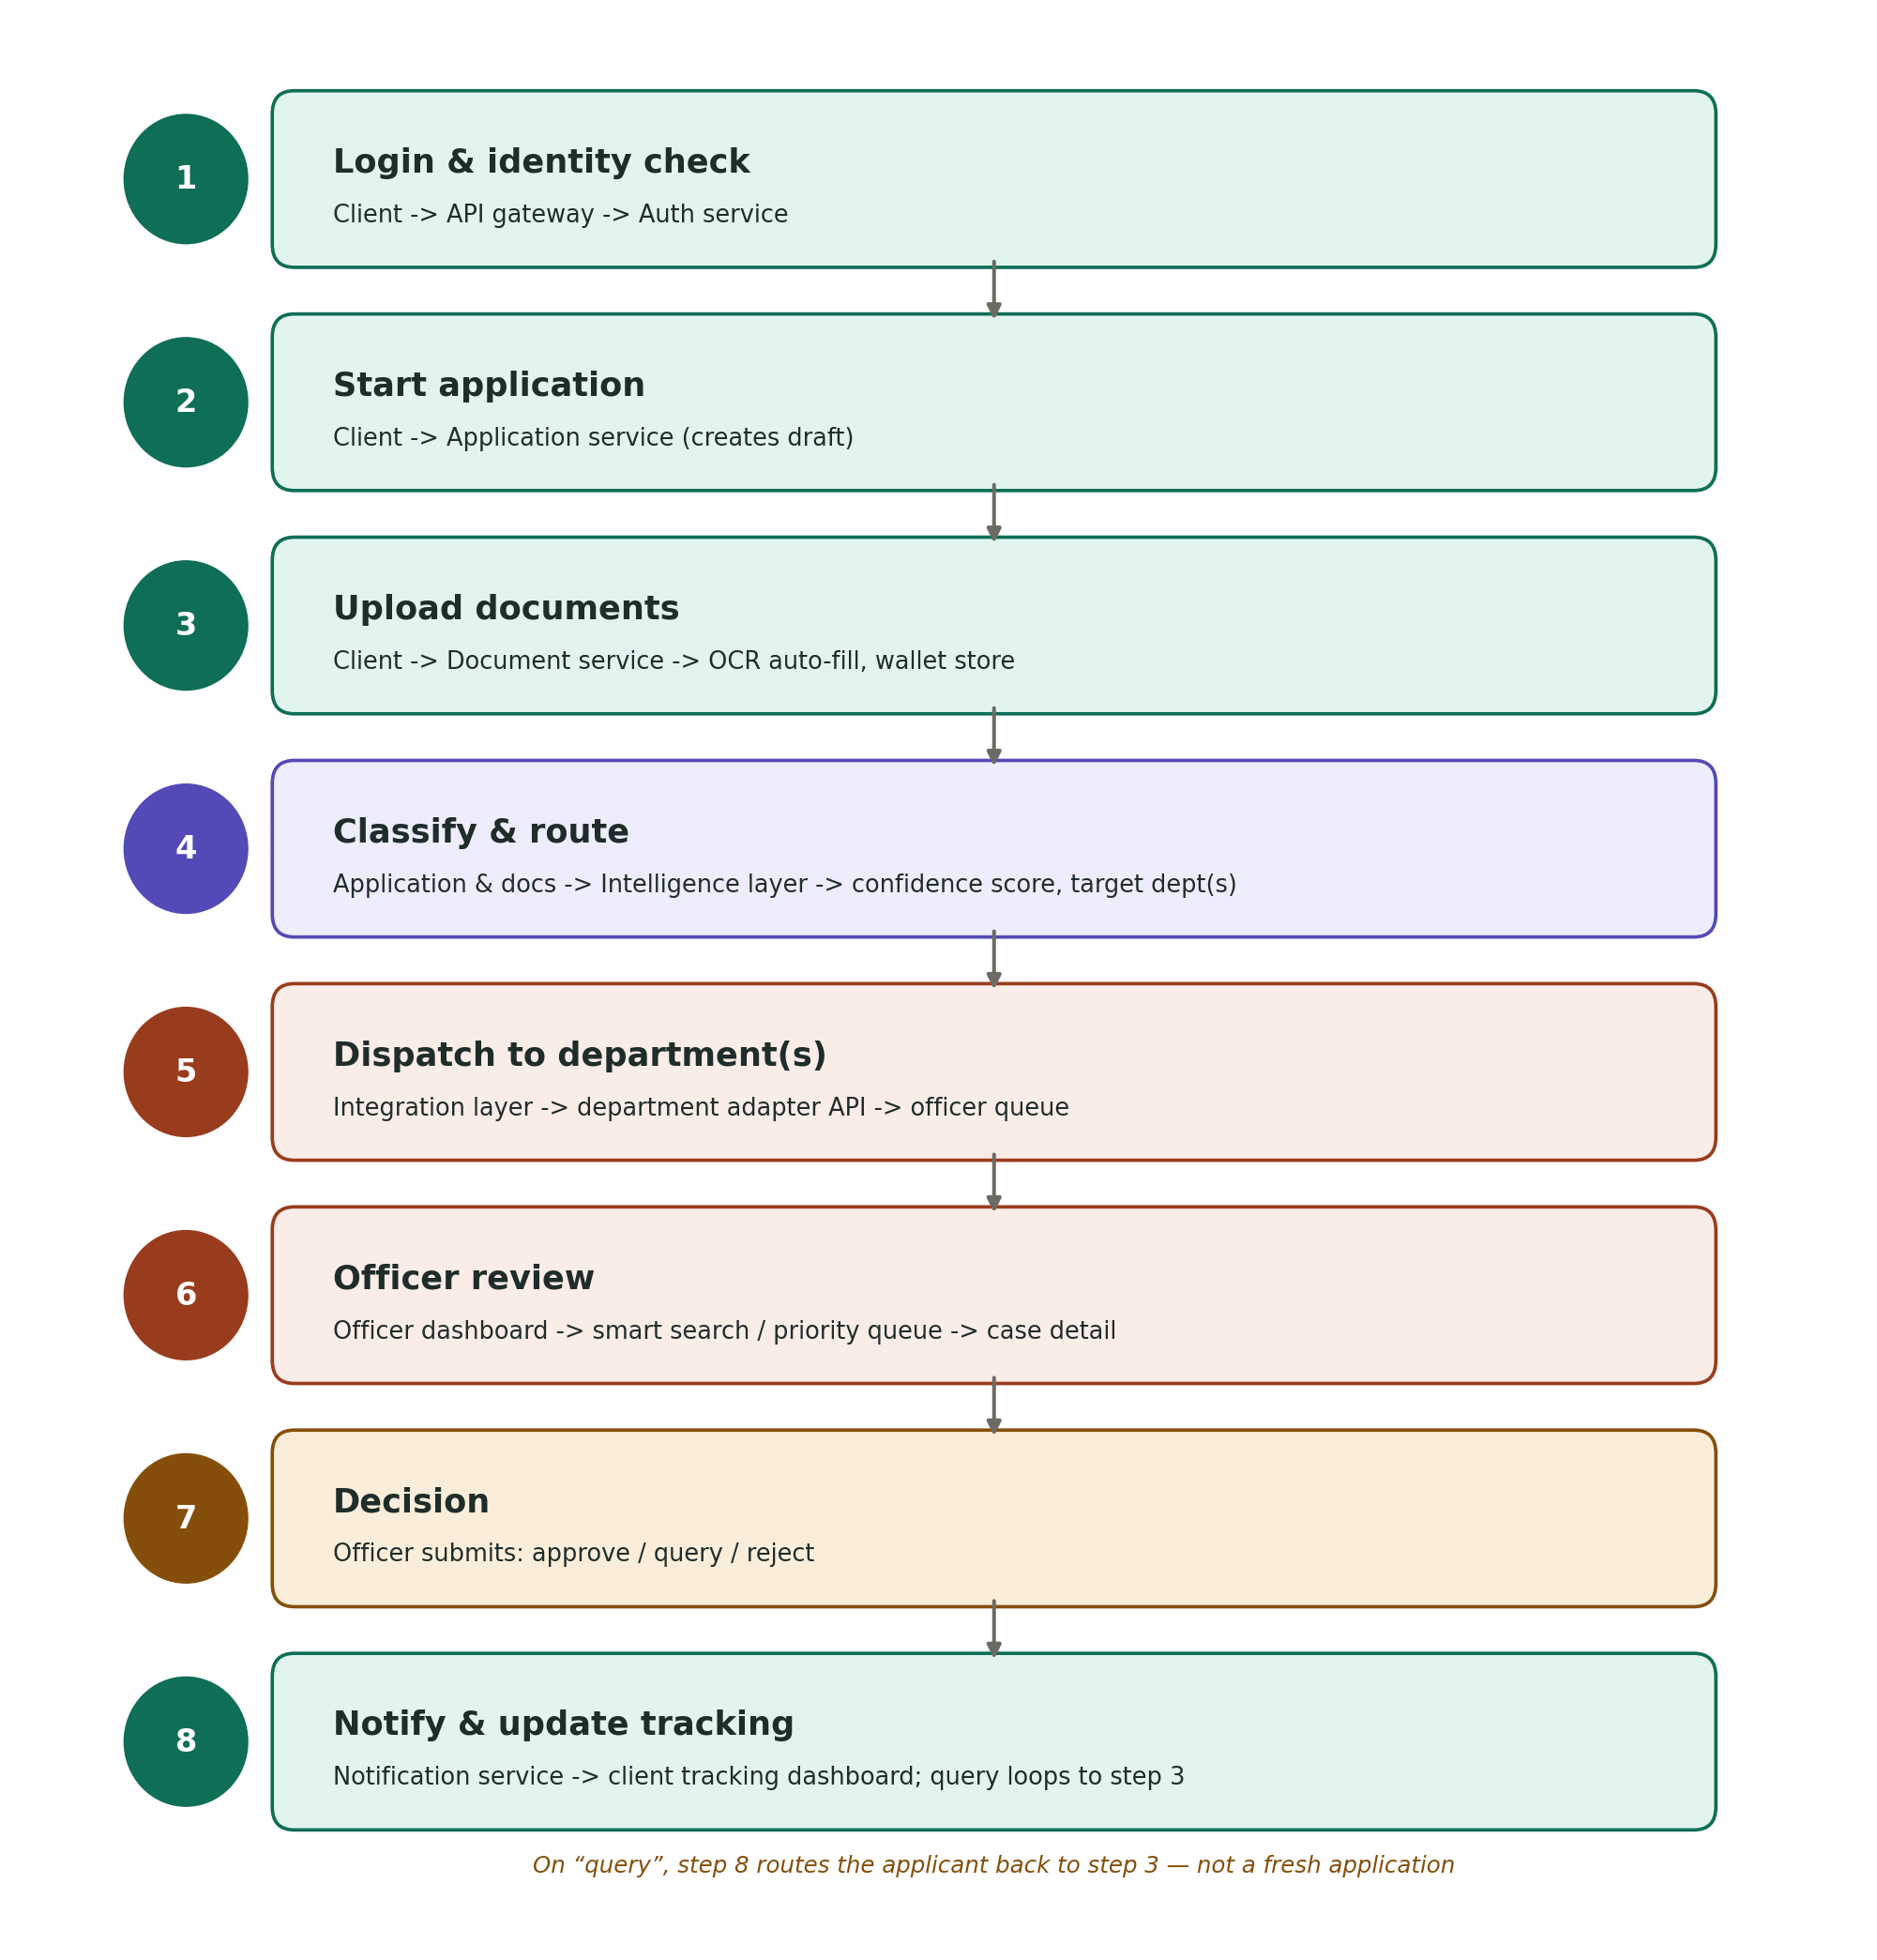 1
Login & identity check
Client -> API gateway -> Auth service
2
Start application
Client -> Application service (creates draft)
3
Upload documents
Client -> Document service -> OCR auto-fill, wallet store
4
Classify & route
Application & docs -> Intelligence layer -> confidence score, target dept(s)
5
Dispatch to department(s)
Integration layer -> department adapter API -> officer queue
6
Officer review
Officer dashboard -> smart search / priority queue -> case detail
7
Decision
Officer submits: approve / query / reject
8
Notify & update tracking
Notification service -> client tracking dashboard; query loops to step 3
On “query”, step 8 routes the applicant back to step 3 — not a fresh application